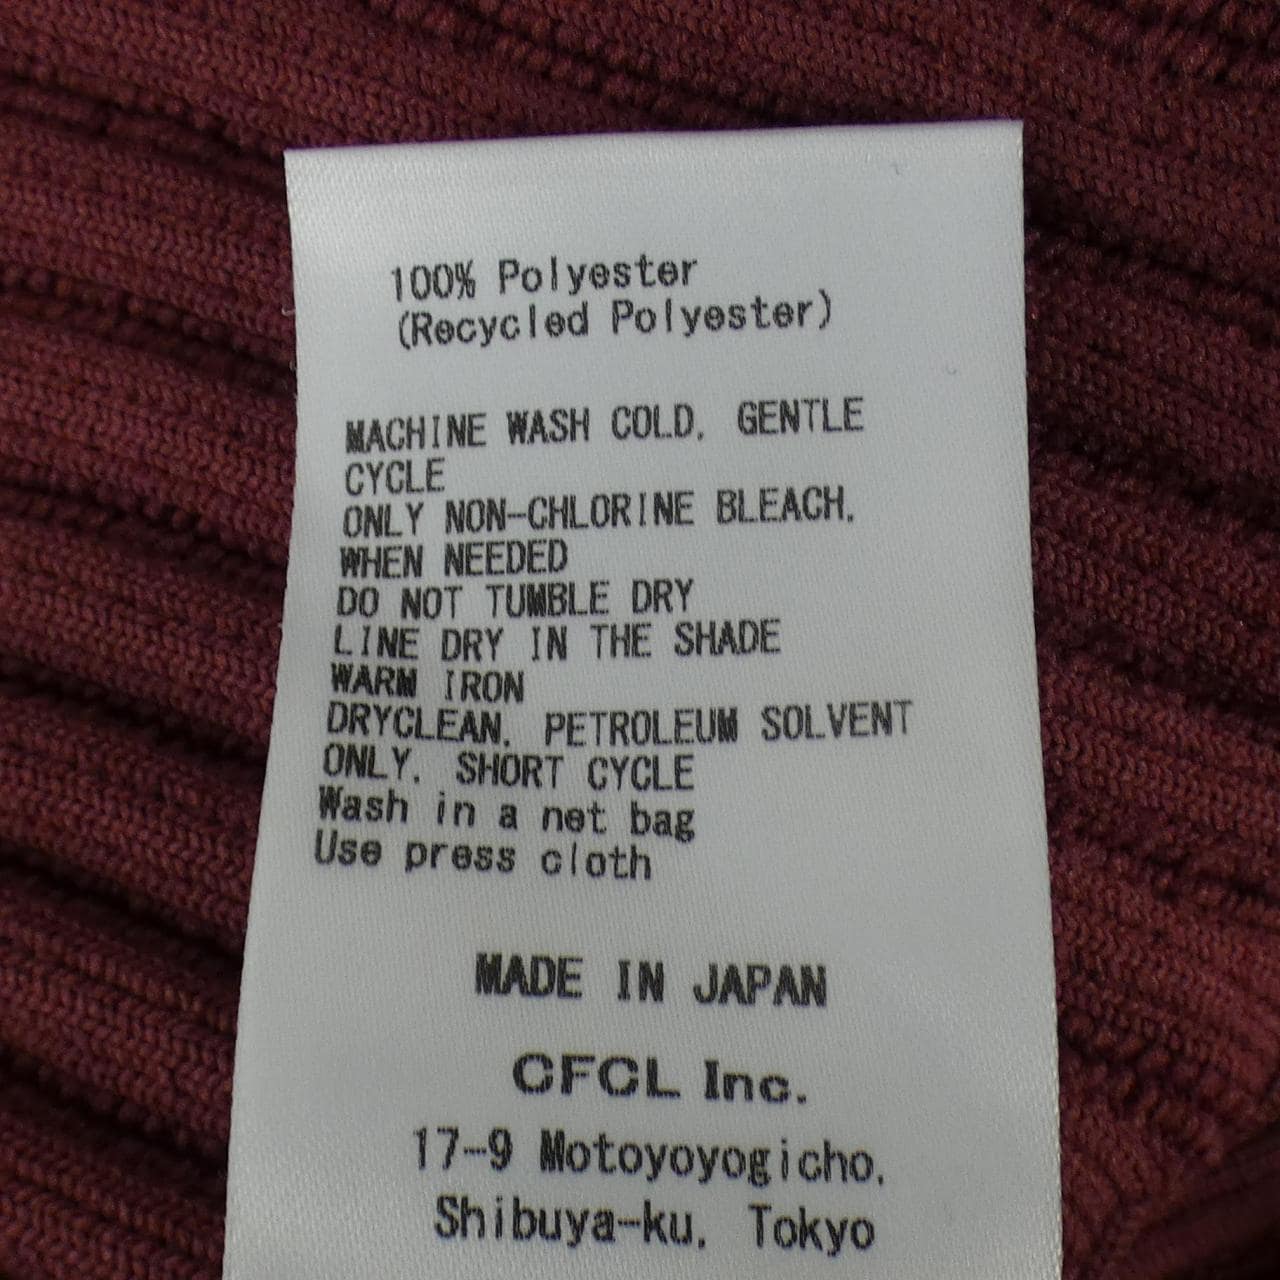 100% Polyester
(Recycled Polyester)
MACHINE WASH COLD, GENTLE
CYCLE
ONLY NON-CHLORINE BLEACH,
WHEN NEEDED
DO NOT TUMBLE DRY
LINE DRY IN THE SHADE
WARM IRON
DRYCLEAN, PETROLEUM SOLVENT
ONLY, SHORT CYCLE
Wash in a net bag
Use press cloth
MADE IN JAPAN
CFCL Inc.
17-9 Motoyoyogicho,
Shibuya-ku, Tokyo